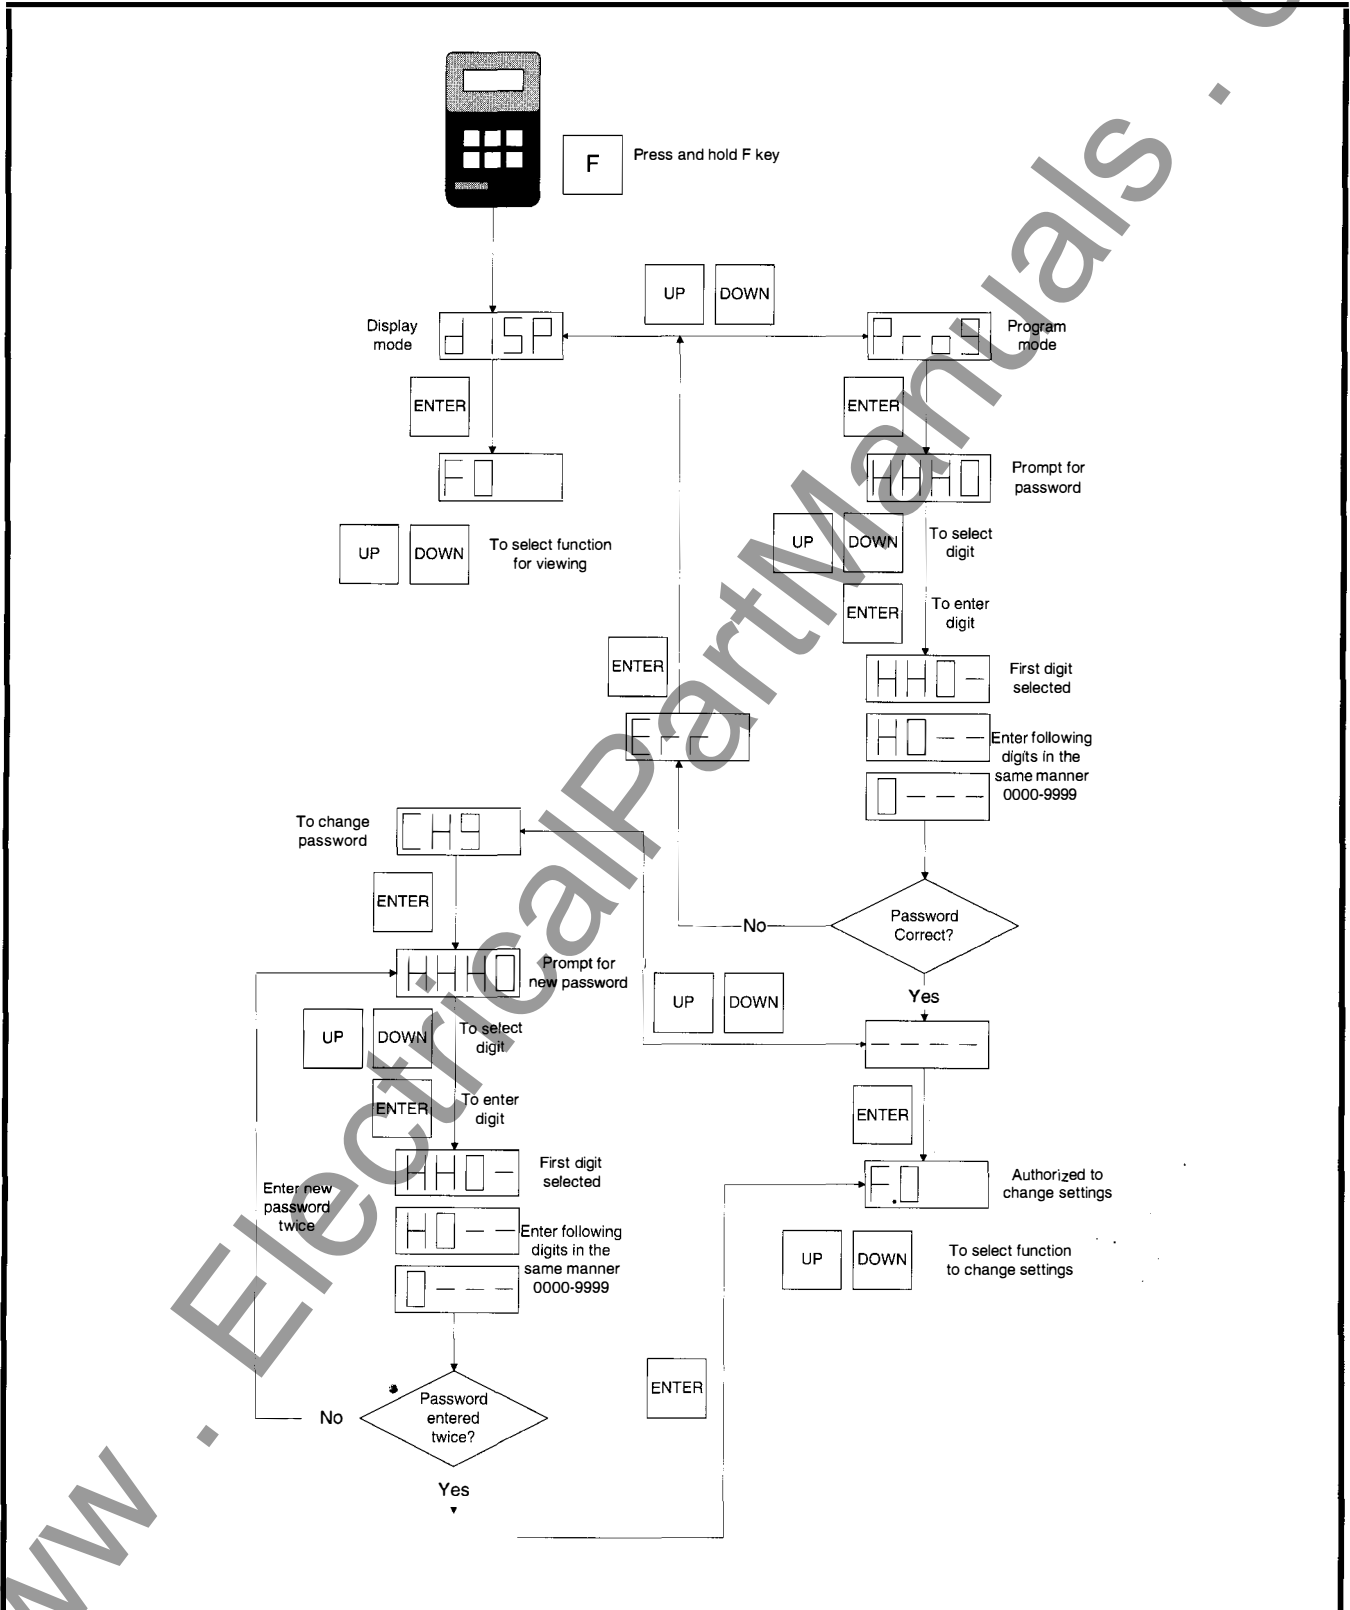 F
Press and hold F key
UP
DOWN
Display
mode
dISP
Prog
Program
mode
ENTER
ENTER
F0
HHH0
Prompt for
password
UP
DOWN
To select function
for viewing
UP
DOWN
To select
digit
ENTER
To enter
digit
ENTER
HH0-
First digit
selected
Err
H0--
Enter following
digits in the
same manner
0000-9999
0---
To change
password
CHg
ENTER
Password
Correct?
No
Yes
HHH0
Prompt for
new password
UP
DOWN
----
UP
DOWN
To select
digit
ENTER
To enter
digit
ENTER
HH0-
First digit
selected
F.0
Authorized to
change settings
Enter new
password
twice
H0--
Enter following
digits in the
same manner
0000-9999
0---
UP
DOWN
To select function
to change settings
ENTER
Password
entered
twice?
No
Yes
www . ElectricalPartManuals . c